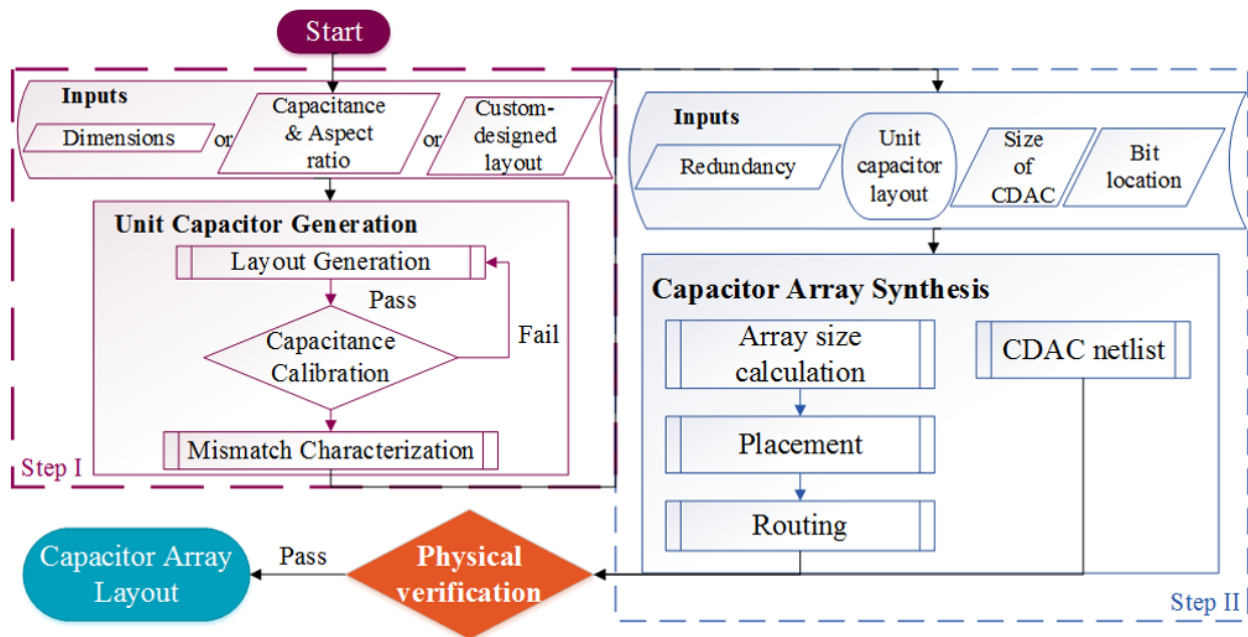 Start
Inputs
Dimensions
or
Capacitance
& Aspect
ratio
or
Custom-
designed
layout
Unit Capacitor Generation
Layout Generation
Pass
Fail
Capacitance
Calibration
Mismatch Characterization
Step I
Inputs
Redundancy
Unit
capacitor
layout
Size
of
CDAC
Bit
location
Capacitor Array Synthesis
Array size
calculation
CDAC netlist
Placement
Routing
Step II
Physical
verification
Pass
Capacitor Array
Layout